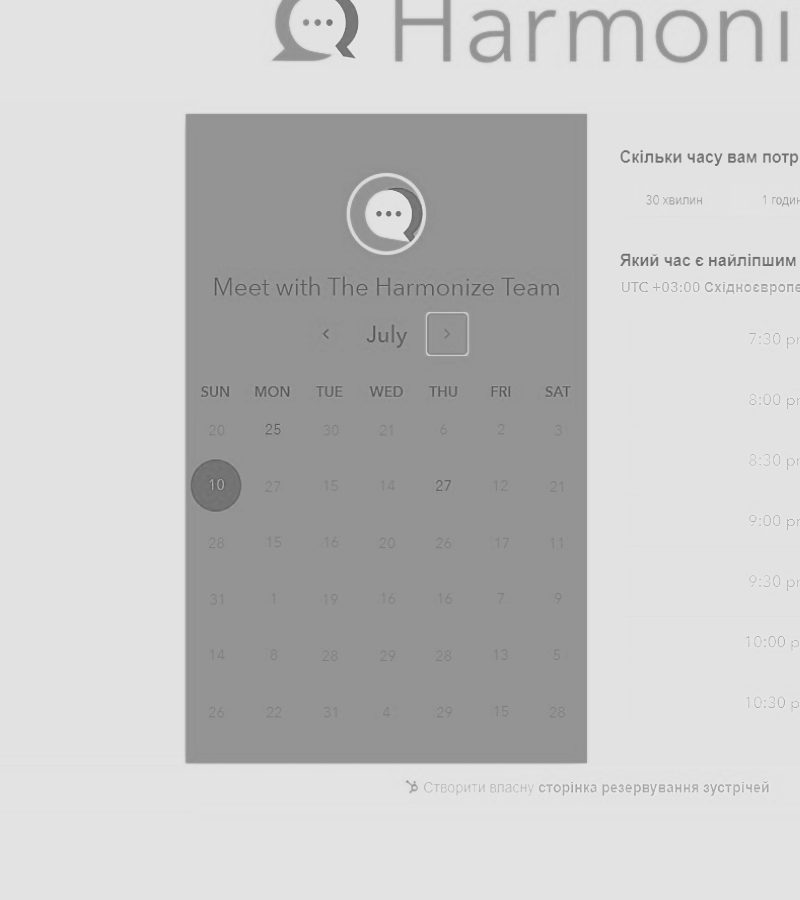 Harmoni
Meet with The Harmonize Team
July
SUN MON TUE WED THU FRI SAT
20 25 30 21 6 2 3
10 27 15 14 27 12 21
28 15 16 20 26 17 11
31 1 19 16 16 7 9
14 8 28 29 28 13 5
26 22 31 4 29 15 28
Скільки часу вам потр
30 хвилин 1 годин
Який час є найліпшим
UTC +03:00 Східноєвропе
7:30 pr
8:00 pr
8:30 pr
9:00 pr
9:30 pr
10:00 p
10:30 p
Створити власну сторінка резервування зустрічей